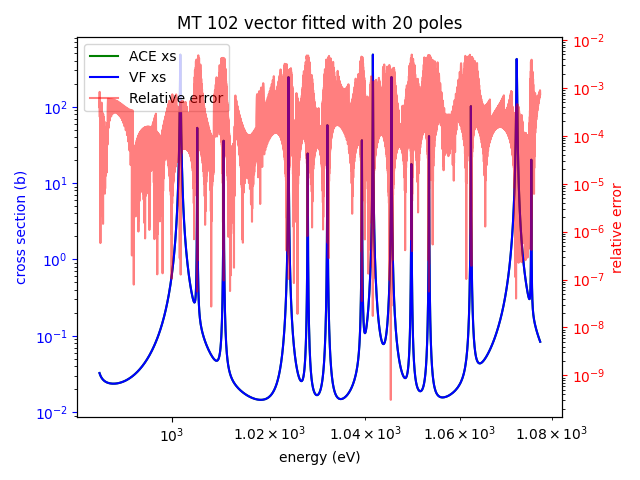 MT 102 vector fitted with 20 poles
ACE xs
VF xs
Relative error
cross section (b)
10²
10¹
10⁰
10⁻¹
10⁻²
relative error
10⁻²
10⁻³
10⁻⁴
10⁻⁵
10⁻⁶
10⁻⁷
10⁻⁸
10⁻⁹
10³ 1.02 × 10³ 1.04 × 10³ 1.06 × 10³ 1.08 × 10³
energy (eV)